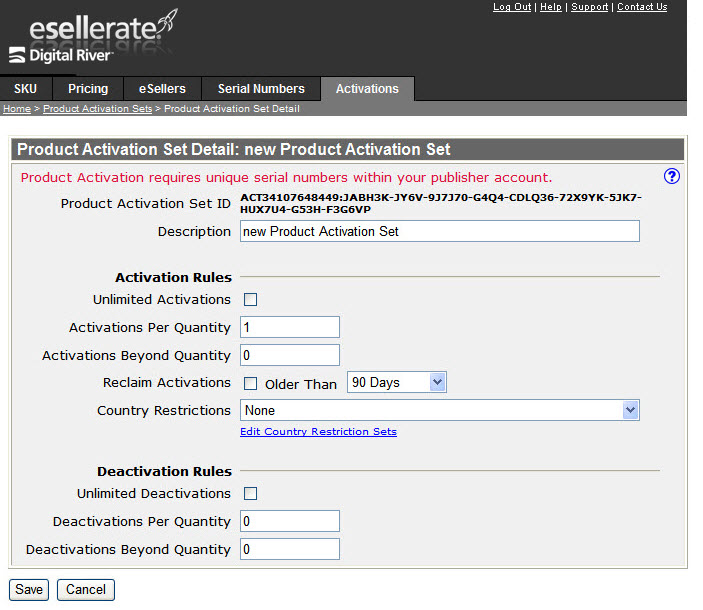 Log Out | Help | Support | Contact Us
esellerate
Digital River
SKU Pricing eSellers Serial Numbers Activations
Home > Product Activation Sets > Product Activation Set Detail
Product Activation Set Detail: new Product Activation Set
Product Activation requires unique serial numbers within your publisher account. ?
Product Activation Set ID ACT34107648449:JABH3K-JY6V-9J7J70-G4Q4-CDLQ36-72X9YK-5JK7-
HUX7U4-G53H-F3G6VP
Description new Product Activation Set
Activation Rules
Unlimited Activations
Activations Per Quantity 1
Activations Beyond Quantity 0
Reclaim Activations Older Than 90 Days
Country Restrictions None
Edit Country Restriction Sets
Deactivation Rules
Unlimited Deactivations
Deactivations Per Quantity 0
Deactivations Beyond Quantity 0
Save Cancel